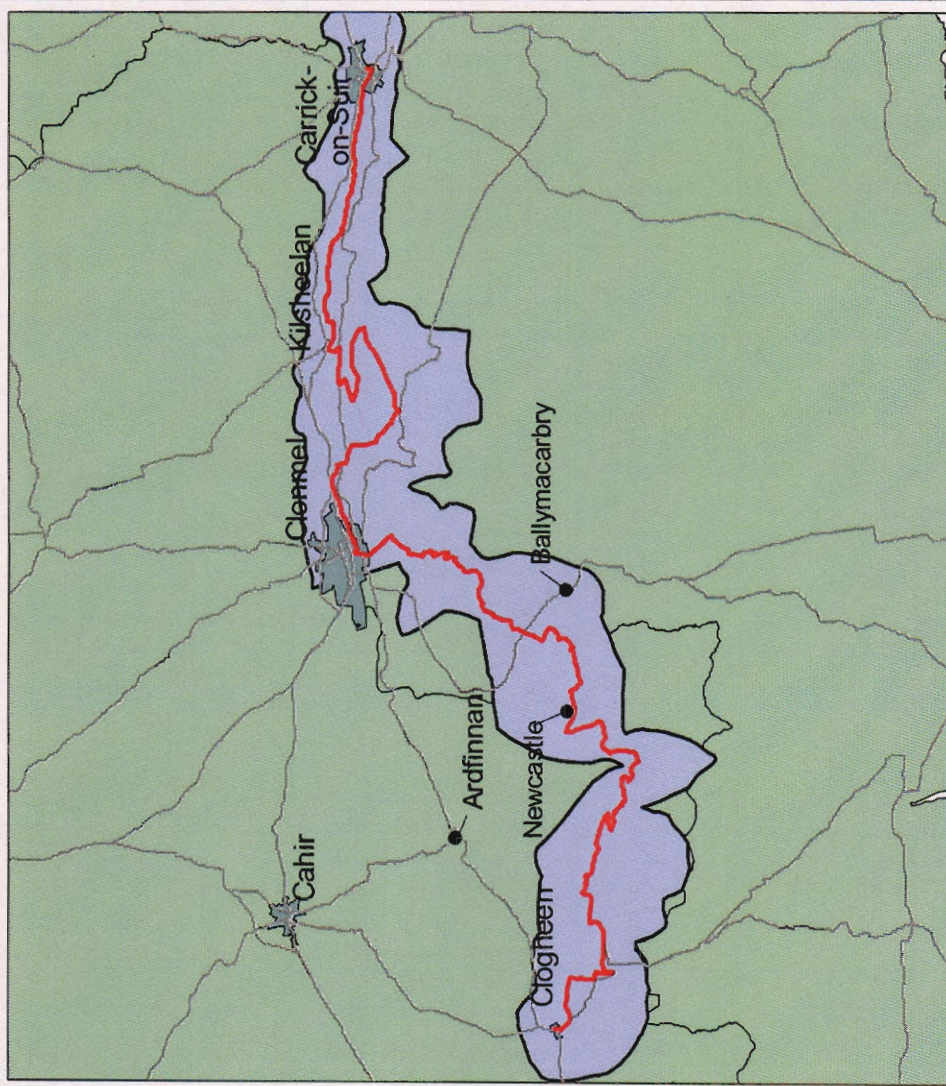 Carrick-
on-Suir
Kilsheelan
Clonmel
Ballymacarbry
Ardfinnan
Newcastle
Cahir
Clogheen